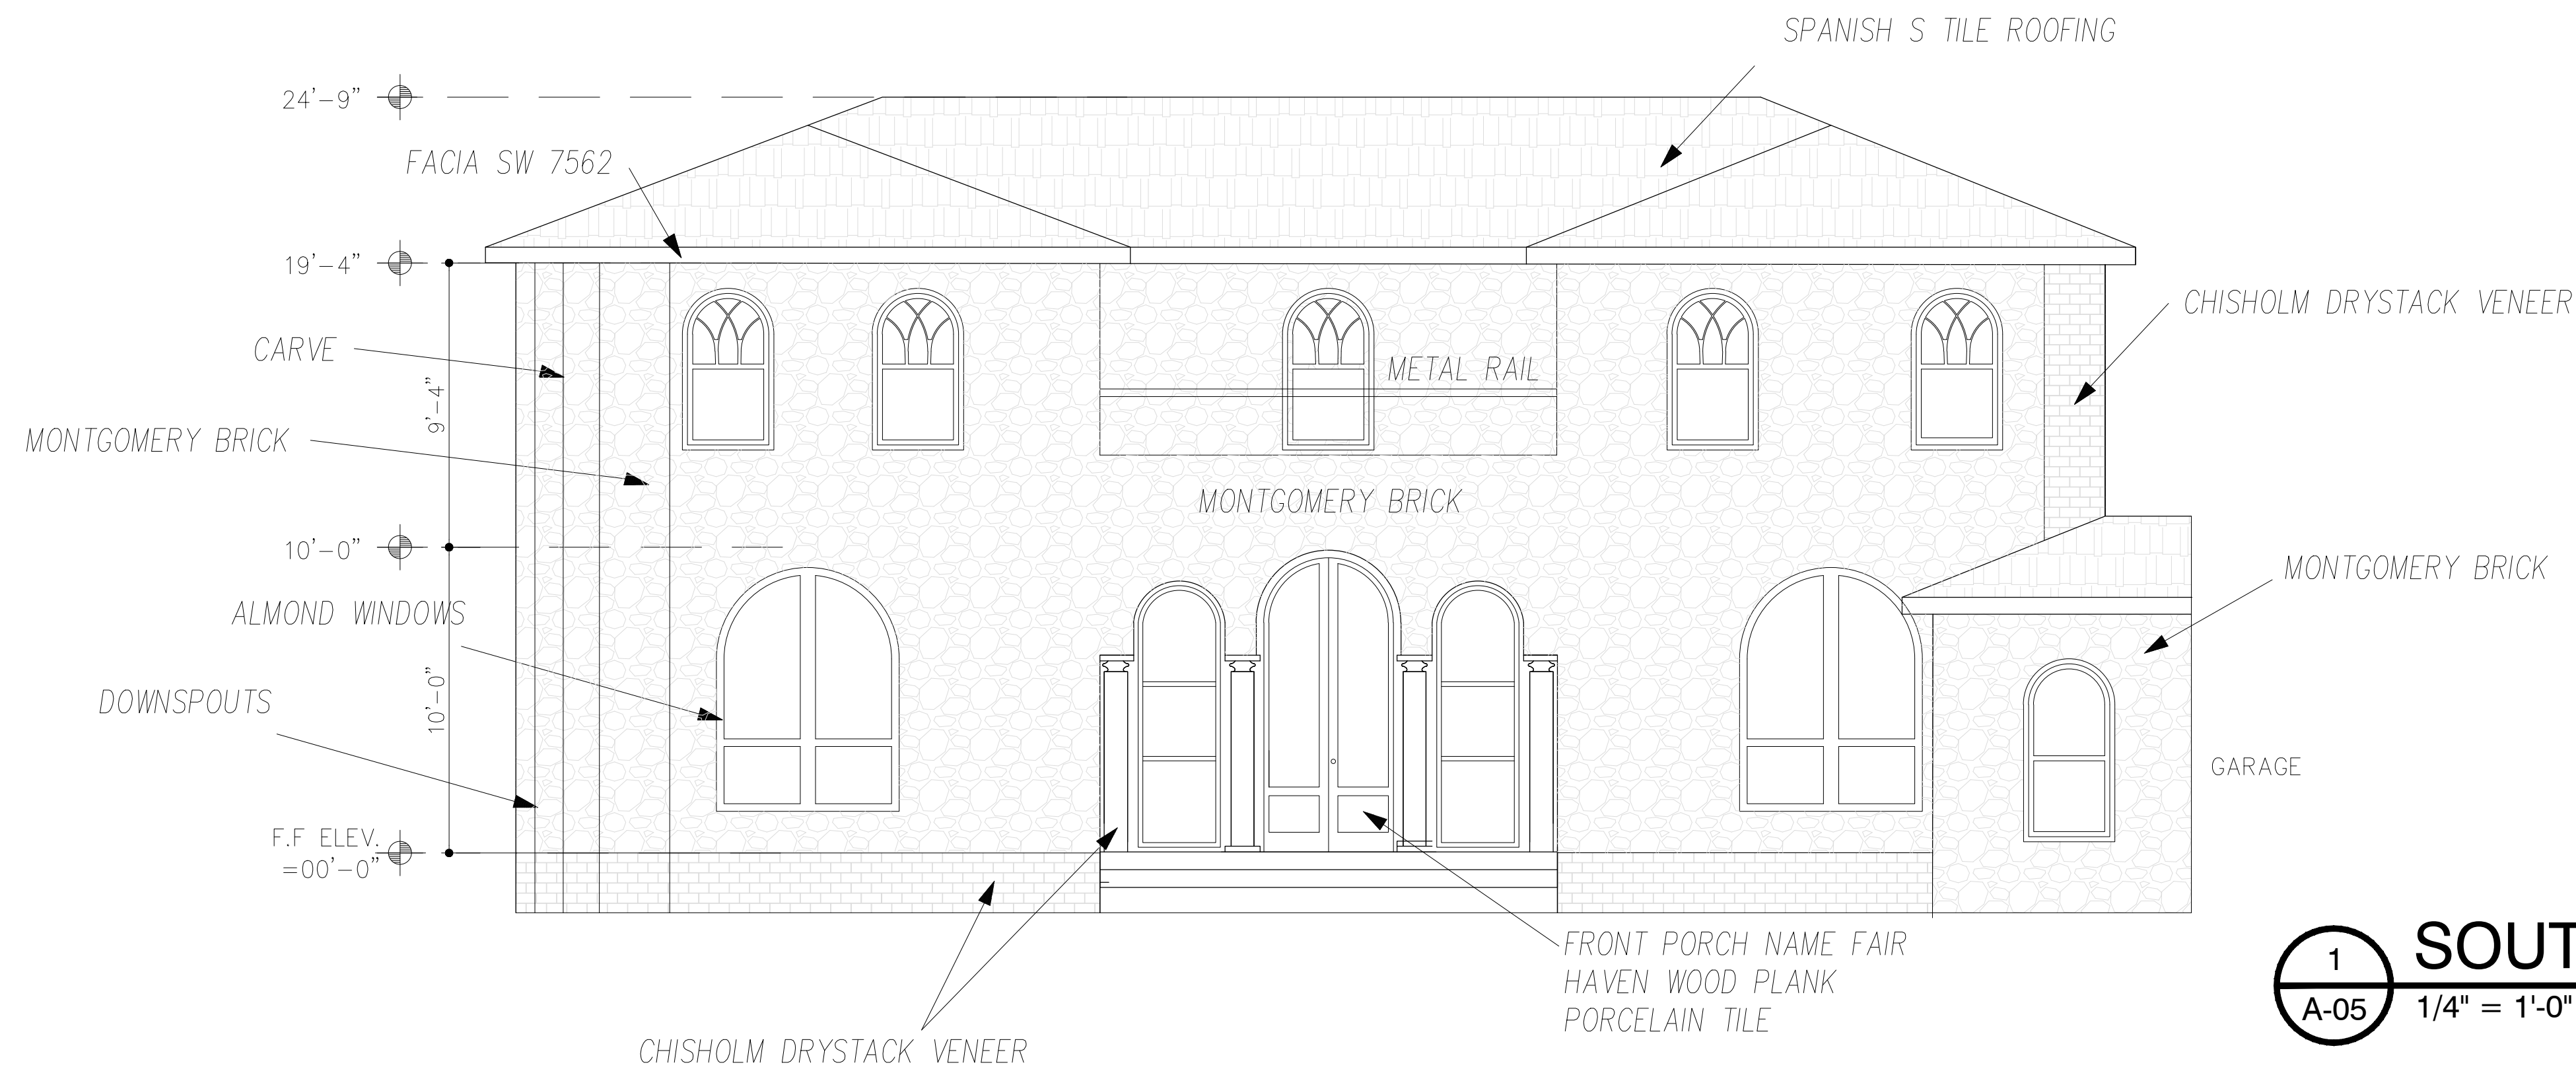 SPANISH S TILE ROOFING
24'-9"
FACIA SW 7562
19'-4"
CHISHOLM DRYSTACK VENEER
CARVE
METAL RAIL
9'-4"
MONTGOMERY BRICK
MONTGOMERY BRICK
10'-0"
MONTGOMERY BRICK
ALMOND WINDOWS
10'-0"
DOWNSPOUTS
GARAGE
F.F ELEV.
=00'-0"
FRONT PORCH NAME FAIR
HAVEN WOOD PLANK
PORCELAIN TILE
CHISHOLM DRYSTACK VENEER
1
A-05
SOUT
1/4" = 1'-0"